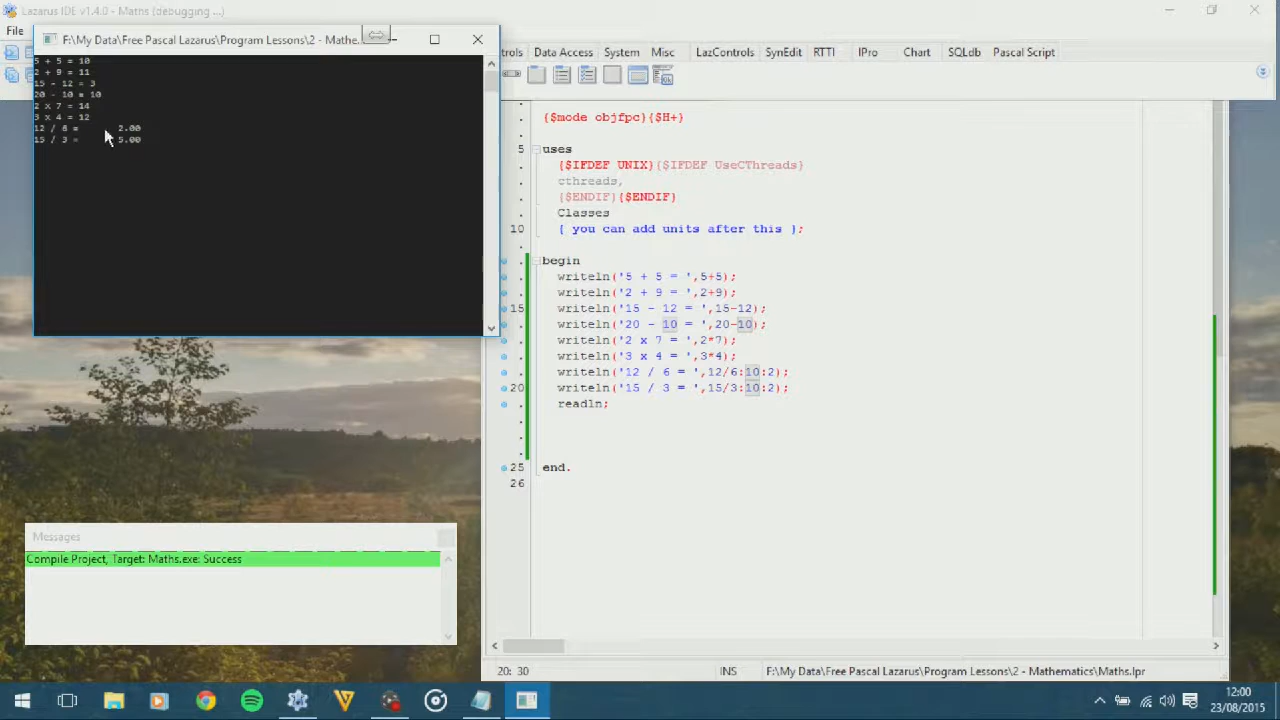 Lazarus IDE v1.4.0 - Maths (debugging ...)
File
F:\My Data\Free Pascal Lazarus\Program Lessons\2 - Mathe...
Data Access System Misc LazControls SynEdit RTTI IPro Chart SQLdb Pascal Script
5 + 5 = 10
2 + 9 = 11
15 - 12 = 3
20 - 10 = 10
2 x 7 = 14
3 x 4 = 12
12 / 6 = 2.00
15 / 3 = 5.00
{$mode objfpc}{$H+}
5 uses
{$IFDEF UNIX}{$IFDEF UseCThreads}
cthreads,
{$ENDIF}{$ENDIF}
Classes
10 { you can add units after this };
begin
writeln('5 + 5 = ',5+5);
writeln('2 + 9 = ',2+9);
15 writeln('15 - 12 = ',15-12);
writeln('20 - 10 = ',20-10);
writeln('2 x 7 = ',2*7);
writeln('3 x 4 = ',3*4);
writeln('12 / 6 = ',12/6:10:2);
20 writeln('15 / 3 = ',15/3:10:2);
readln;
25 end.
26
Messages
Compile Project, Target: Maths.exe: Success
20: 30 INS F:\My Data\Free Pascal Lazarus\Program Lessons\2 - Mathematics\Maths.lpr
12:00
23/08/2015